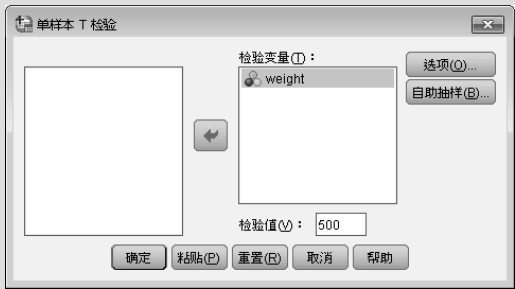 单样本 T 检验
检验变量(T)：
weight
选项(O)...
自助抽样(B)...
检验值(V)： 500
确定 粘贴(P) 重置(R) 取消 帮助